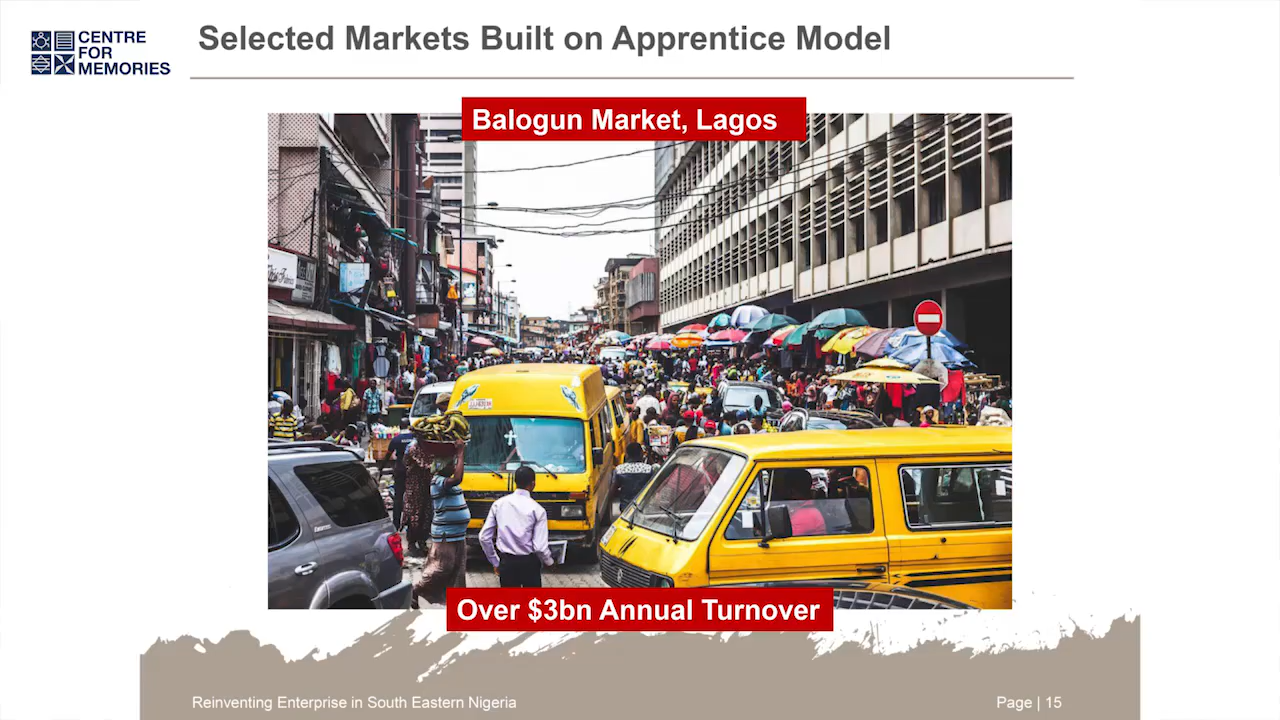 CENTRE
FOR
MEMORIES
Selected Markets Built on Apprentice Model
Balogun Market, Lagos
Over $3bn Annual Turnover
Reinventing Enterprise in South Eastern Nigeria
Page | 15